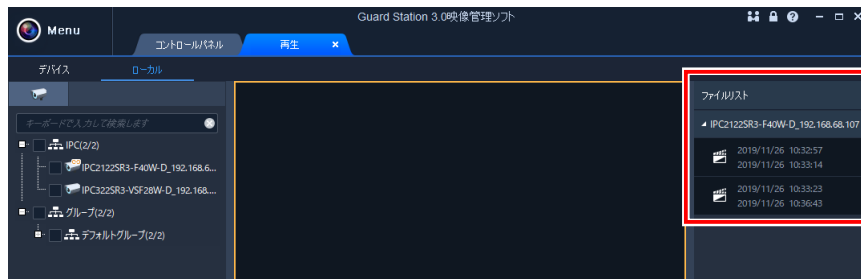 Guard Station 3.0映像管理ソフト
Menu
コントロールパネル
再生
デバイス
ローカル
キーボードで入力して検索します
IPC(2/2)
IPC2122SR3-F40W-D_192.168.6...
IPC322SR3-VSF28W-D_192.168....
グループ(2/2)
デフォルトグループ(2/2)
ファイルリスト
IPC2122SR3-F40W-D_192.168.68.107
2019/11/26 10:32:57
2019/11/26 10:33:14
2019/11/26 10:33:23
2019/11/26 10:36:43